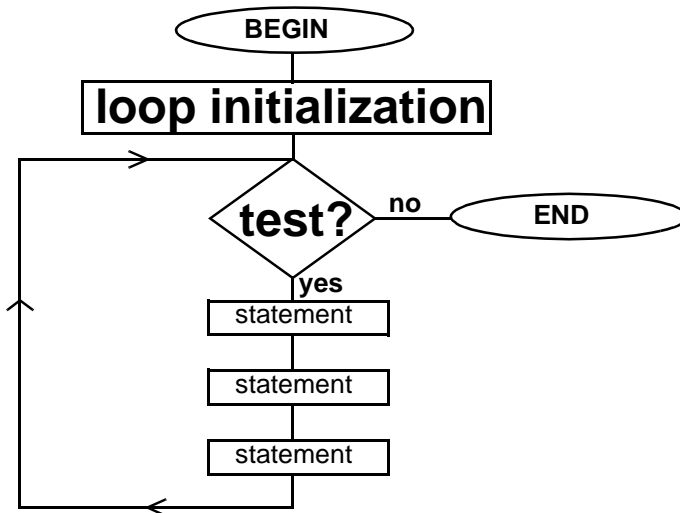 BEGIN
loop initialization
test?
no
END
yes
statement
statement
statement